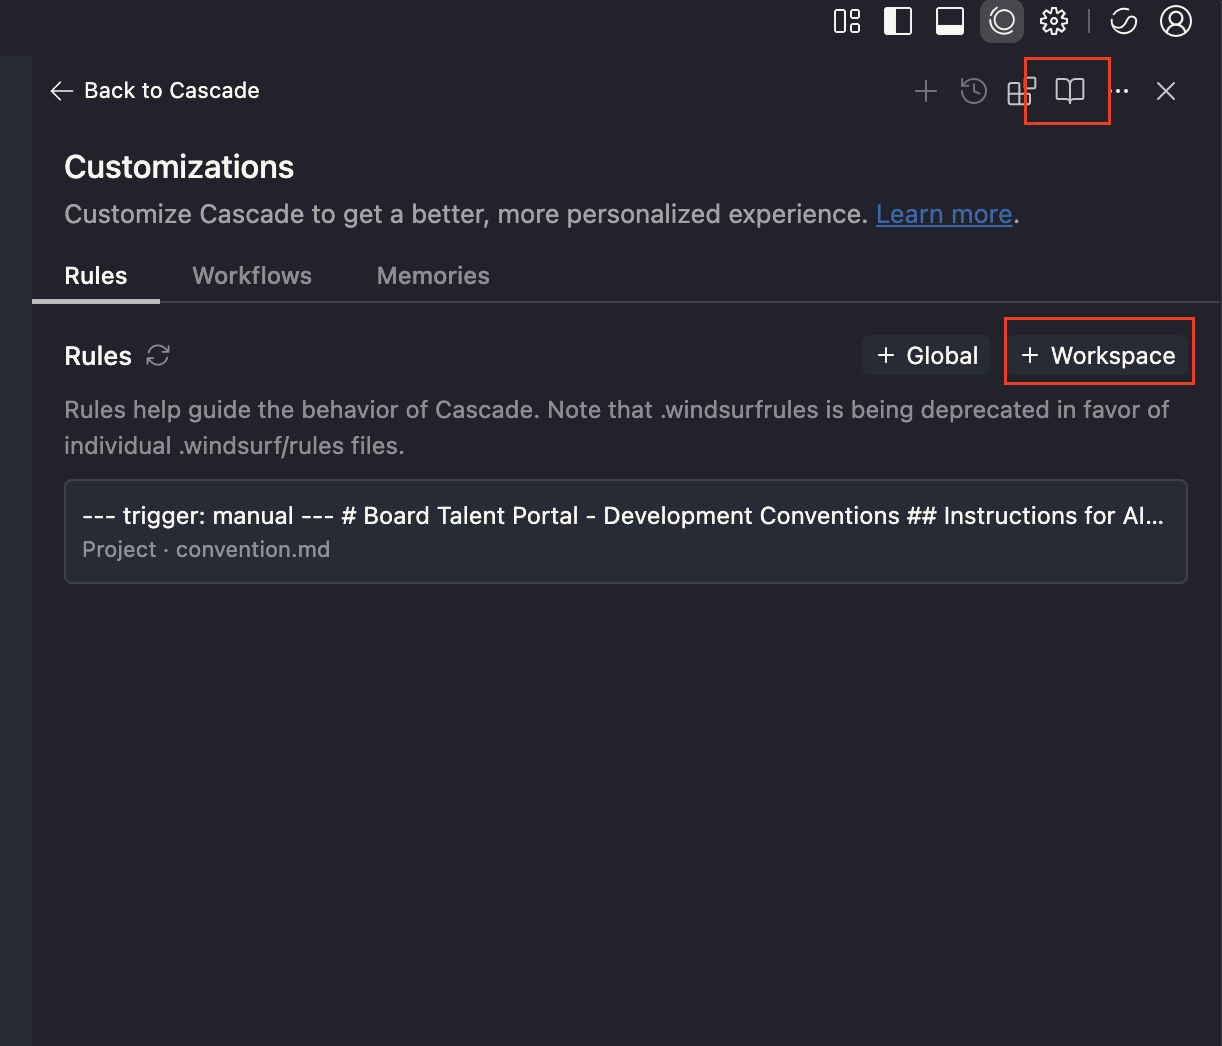 Back to Cascade
Customizations
Customize Cascade to get a better, more personalized experience. Learn more.
Rules Workflows Memories
Rules + Global + Workspace
Rules help guide the behavior of Cascade. Note that .windsurfrules is being deprecated in favor of
individual .windsurf/rules files.
--- trigger: manual --- # Board Talent Portal - Development Conventions ## Instructions for AI...
Project · convention.md